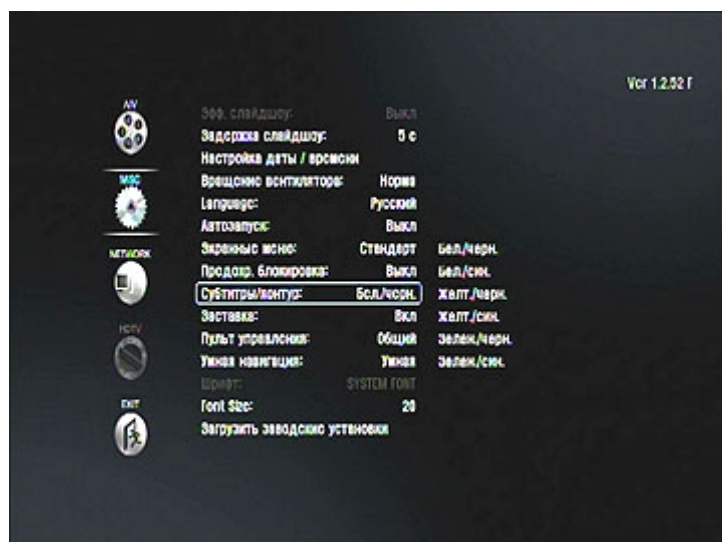 Ver 1.2.52 F
A/V
Эфф. слайдшоу: Выкл
Задержка слайдшоу: 5 с
Настройка даты / времени
MISC
Вращение вентилятора: Норма
Language: Русский
Автозапуск: Выкл
NETWORK
Экранные меню: Стандарт Бел./черн.
Предохр. блокировка: Выкл Бел./син.
Субтитры/контур: Бел./черн. Желт./черн.
Заставка: Вкл Желт./син.
HDTV
Пульт управления: Общий Зелен./черн.
Умная навигация: Умная Зелен./син.
Шрифт: SYSTEM FONT
EXIT
Font Size: 20
Загрузить заводские установки